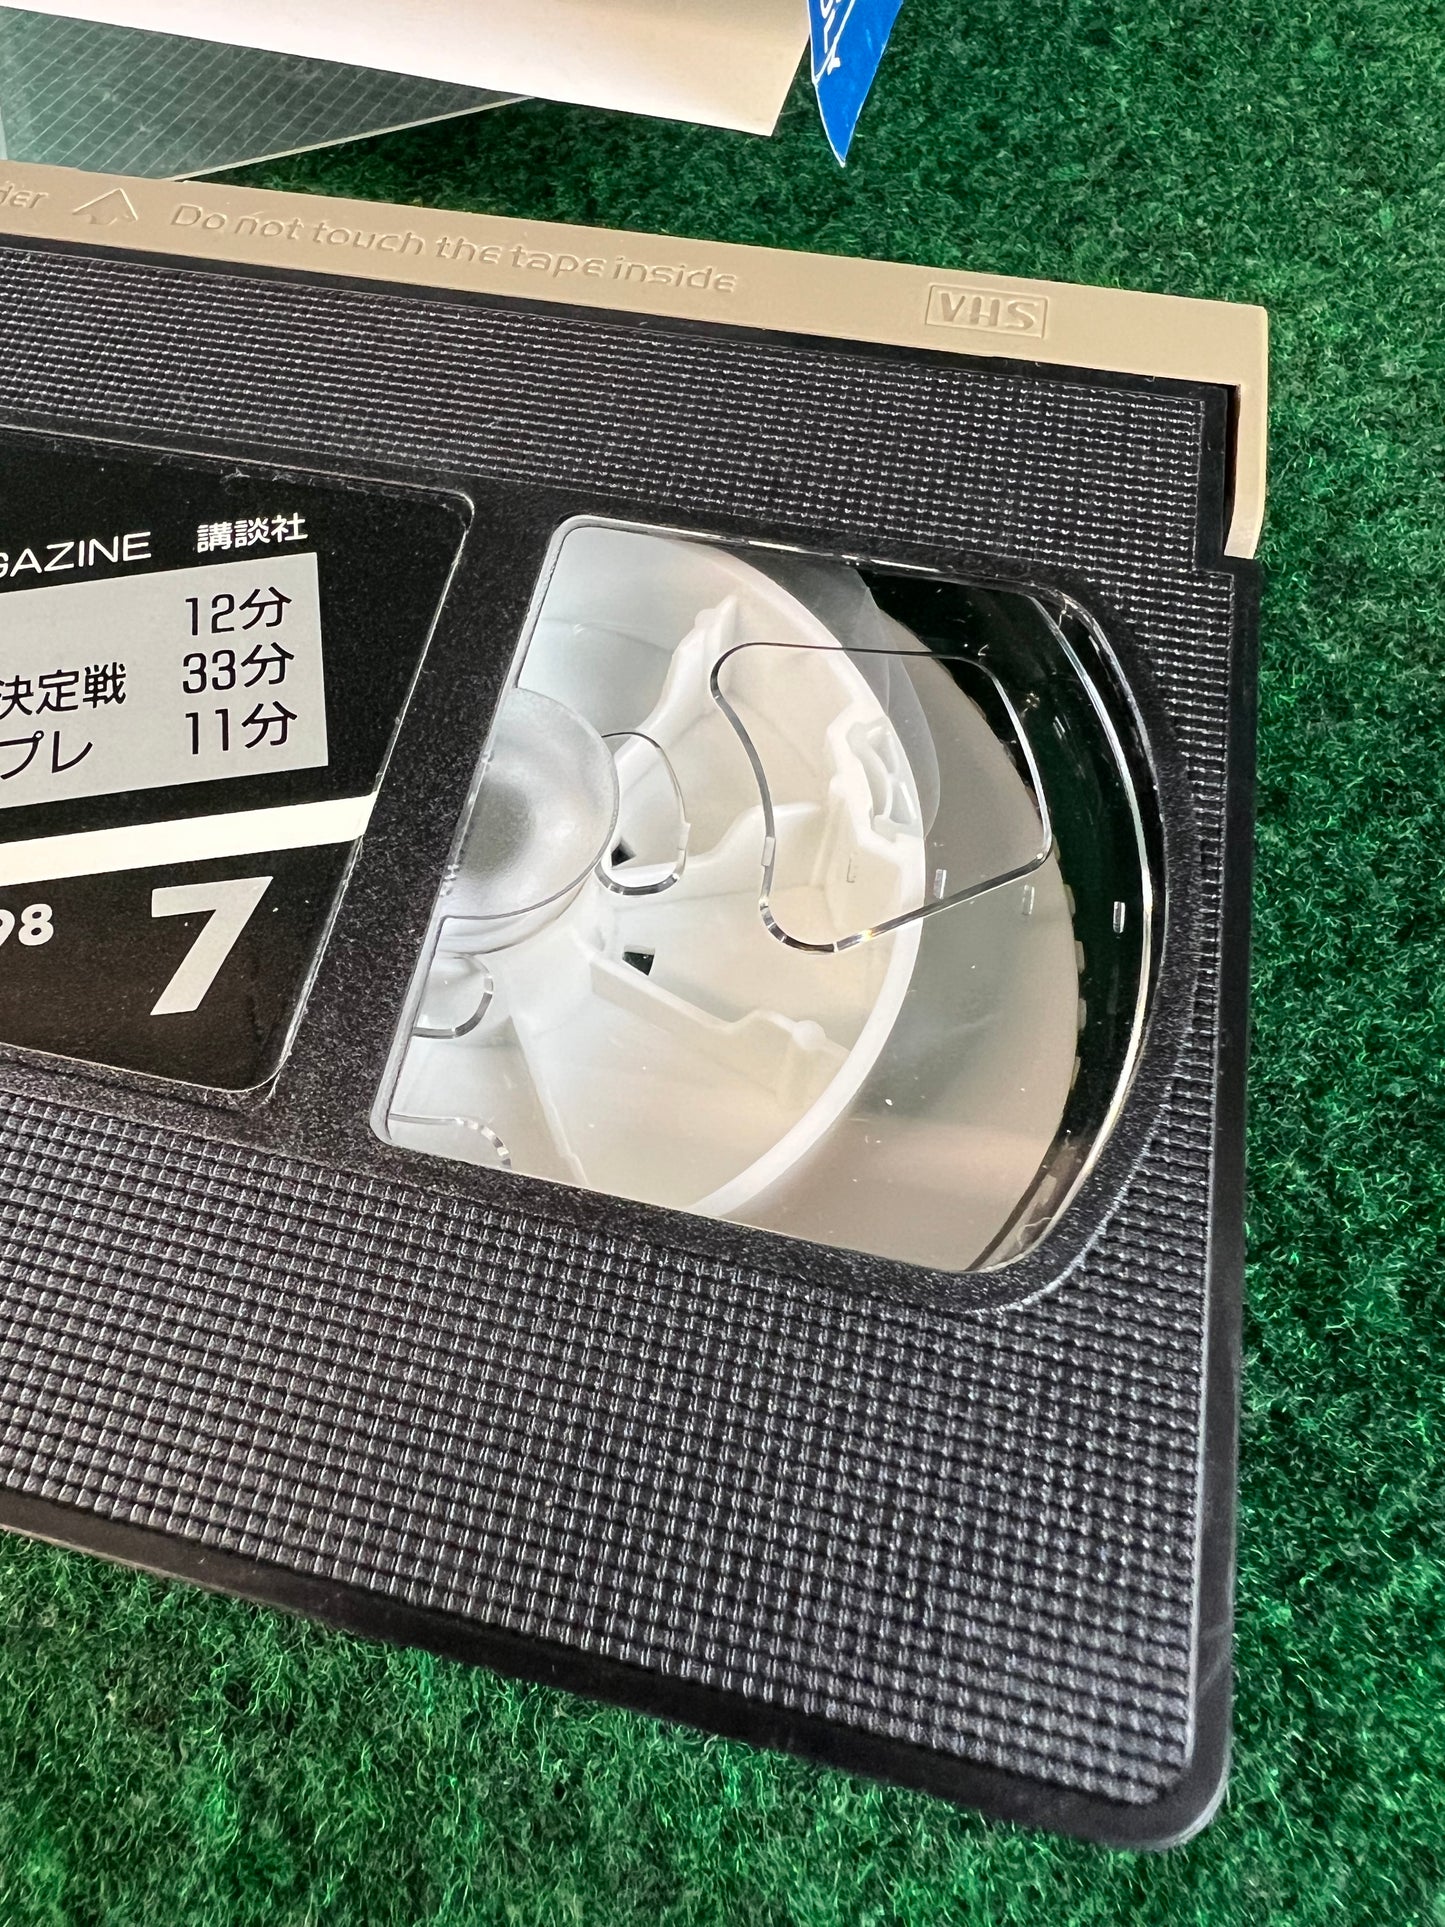 Do not touch the tape inside
VHS
講談社
12分
決定戦 33分
プレ 11分
98 7